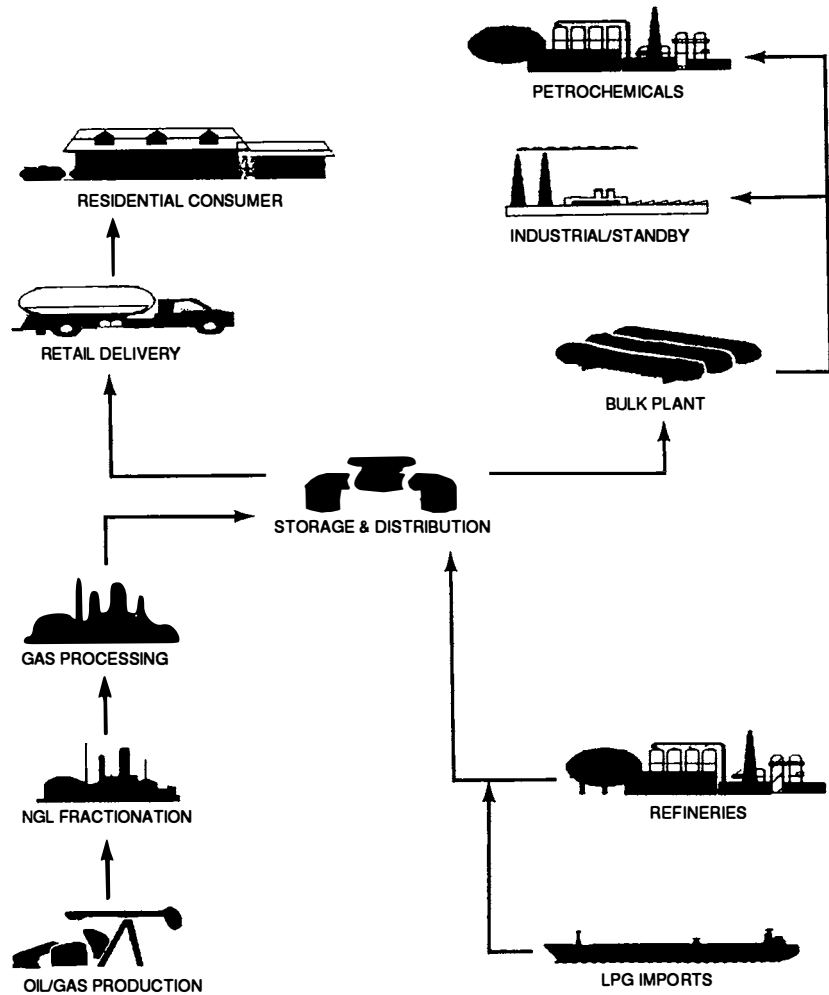 PETROCHEMICALS
RESIDENTIAL CONSUMER
INDUSTRIAL/STANDBY
RETAIL DELIVERY
BULK PLANT
STORAGE & DISTRIBUTION
GAS PROCESSING
NGL FRACTIONATION
REFINERIES
OIL/GAS PRODUCTION
LPG IMPORTS